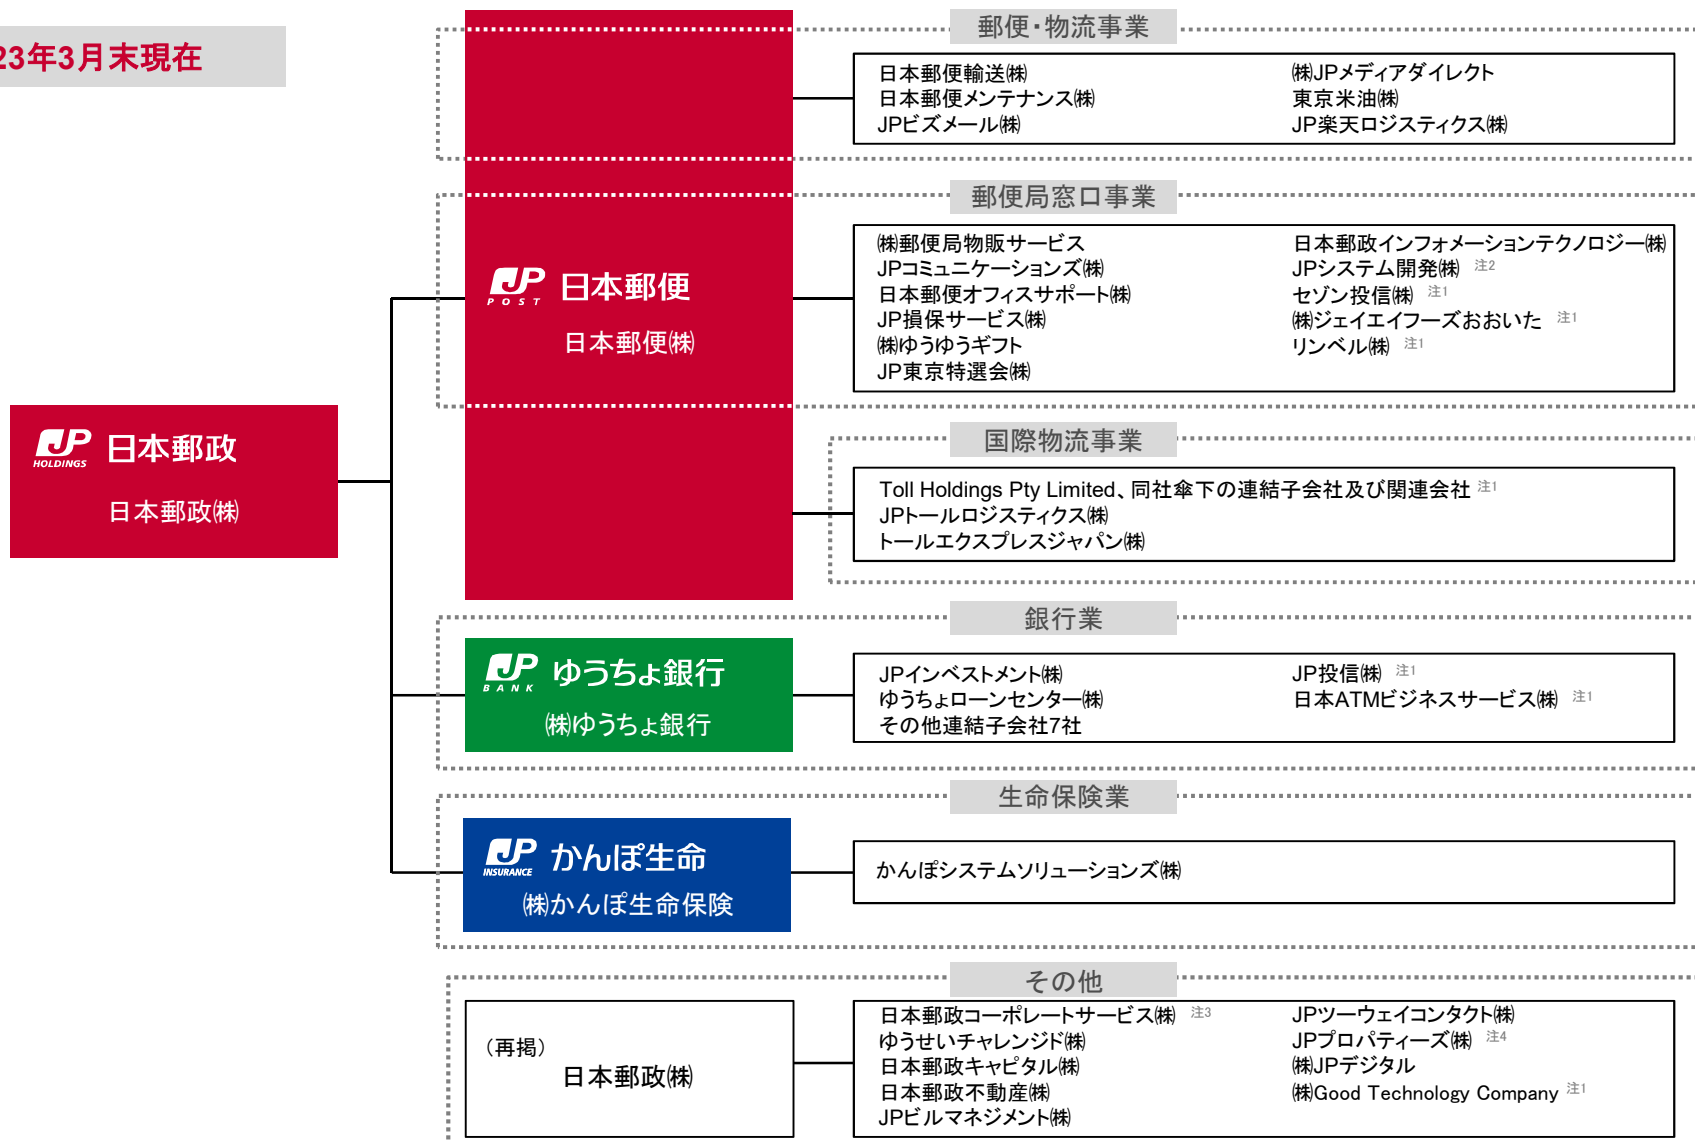 23年3月末現在
郵便・物流事業
日本郵便輸送㈱
日本郵便メンテナンス㈱
JPビズメール㈱
㈱JPメディアダイレクト
東京米油㈱
JP楽天ロジスティクス㈱
郵便局窓口事業
JP POST 日本郵便
日本郵便㈱
㈱郵便局物販サービス
JPコミュニケーションズ㈱
日本郵便オフィスサポート㈱
JP損保サービス㈱
㈱ゆうゆうギフト
JP東京特選会㈱
日本郵政インフォメーションテクノロジー㈱
JPシステム開発㈱ 注2
セゾン投信㈱ 注1
㈱ジェイエイフーズおおいた 注1
リンベル㈱ 注1
JP HOLDINGS 日本郵政
日本郵政㈱
国際物流事業
Toll Holdings Pty Limited、同社傘下の連結子会社及び関連会社 注1
JPトールロジスティクス㈱
トールエクスプレスジャパン㈱
銀行業
JP BANK ゆうちょ銀行
㈱ゆうちょ銀行
JPインベストメント㈱
ゆうちょローンセンター㈱
その他連結子会社7社
JP投信㈱ 注1
日本ATMビジネスサービス㈱ 注1
生命保険業
JP INSURANCE かんぽ生命
㈱かんぽ生命保険
かんぽシステムソリューションズ㈱
その他
（再掲）
日本郵政㈱
日本郵政コーポレートサービス㈱ 注3
ゆうせいチャレンジド㈱
日本郵政キャピタル㈱
日本郵政不動産㈱
JPビルマネジメント㈱
JPツーウェイコンタクト㈱
JPプロパティーズ㈱ 注4
㈱JPデジタル
㈱Good Technology Company 注1